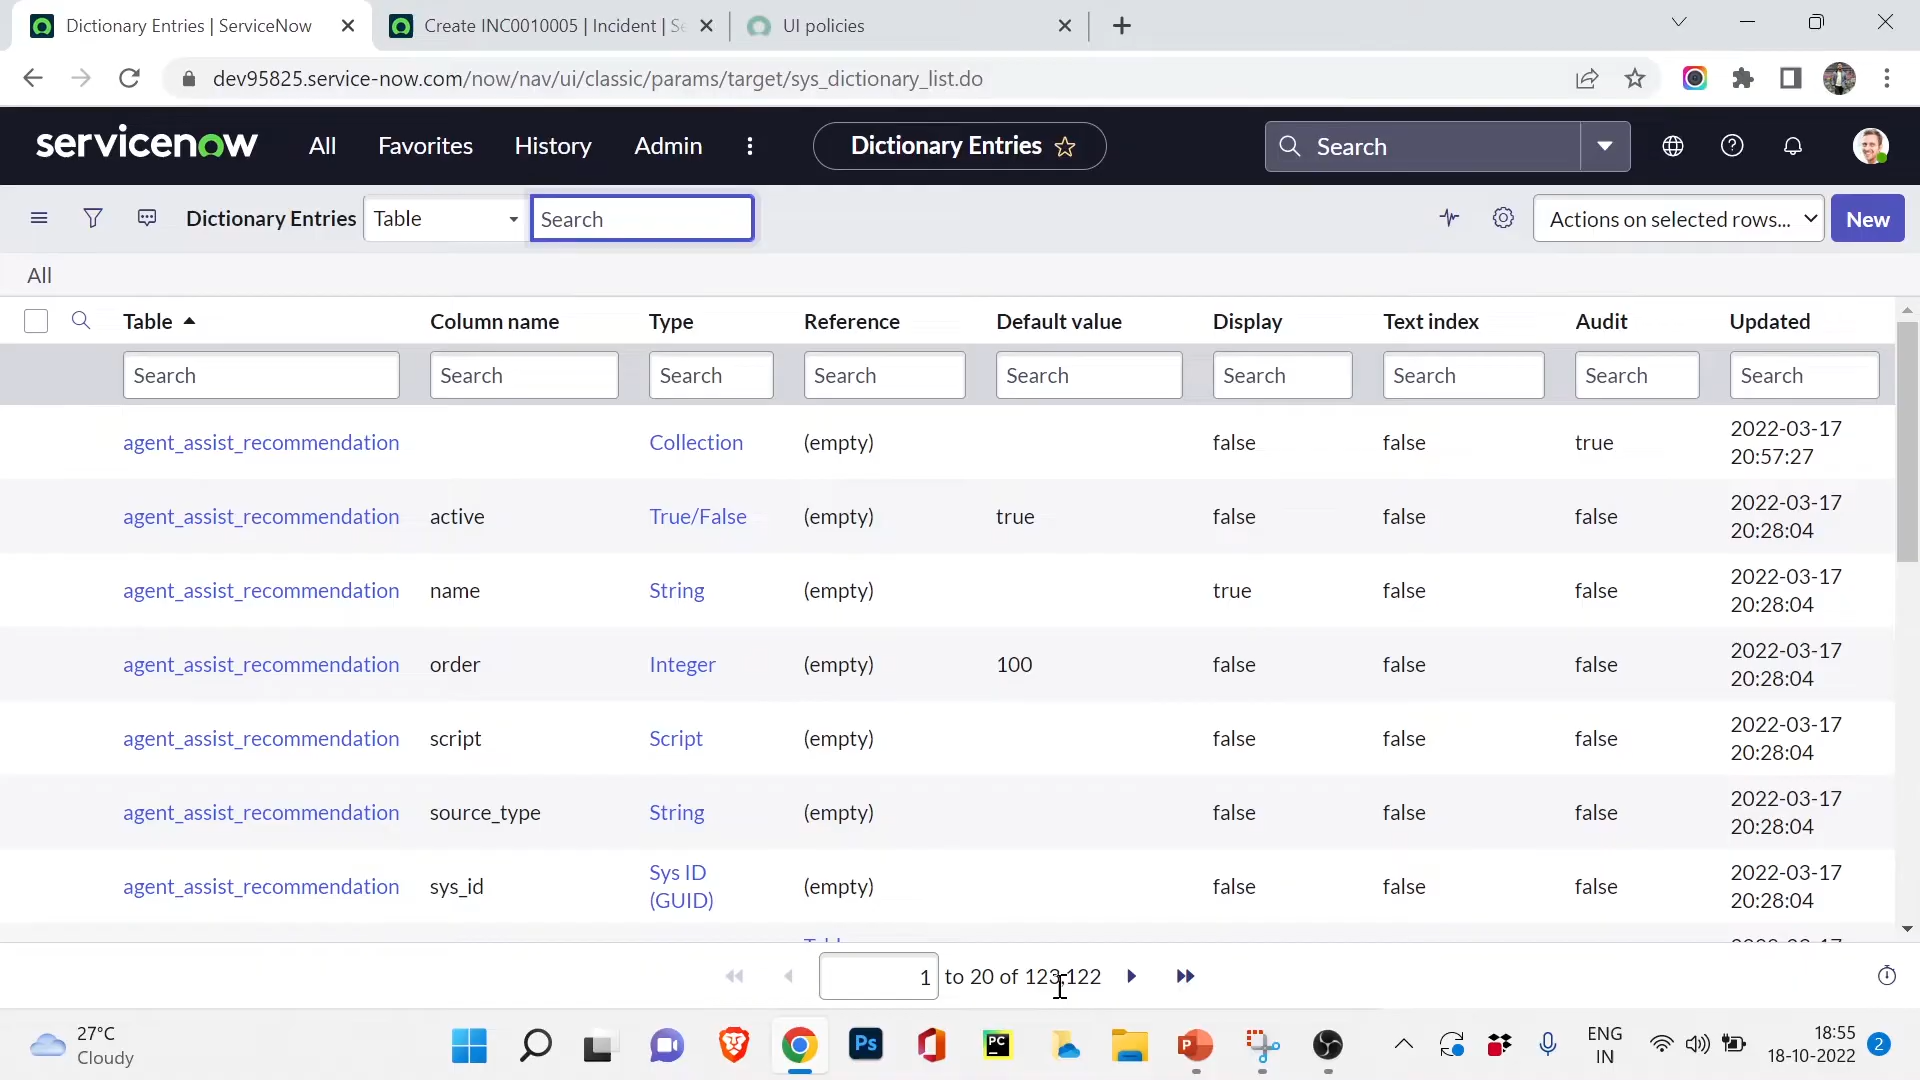 Dictionary Entries | ServiceNow
Create INC0010005 | Incident | Se
UI policies
dev95825.service-now.com/now/nav/ui/classic/params/target/sys_dictionary_list.do
servicenow
All
Favorites
History
Admin
Dictionary Entries
Search
Dictionary Entries
Table
Search
Actions on selected rows...
New
All
Table Column name Type Reference Default value Display Text index Audit Updated
Search Search Search Search Search Search Search Search Search
agent_assist_recommendation Collection (empty) false false true 2022-03-17
20:57:27
agent_assist_recommendation active True/False (empty) true false false false 2022-03-17
20:28:04
agent_assist_recommendation name String (empty) true false false 2022-03-17
20:28:04
agent_assist_recommendation order Integer (empty) 100 false false false 2022-03-17
20:28:04
agent_assist_recommendation script Script (empty) false false false 2022-03-17
20:28:04
agent_assist_recommendation source_type String (empty) false false false 2022-03-17
20:28:04
agent_assist_recommendation sys_id Sys ID
(GUID) (empty) false false false 2022-03-17
20:28:04
1 to 20 of 123,122
27°C
Cloudy
Ps
PC
P
ENG
IN
18:55
18-10-2022
2